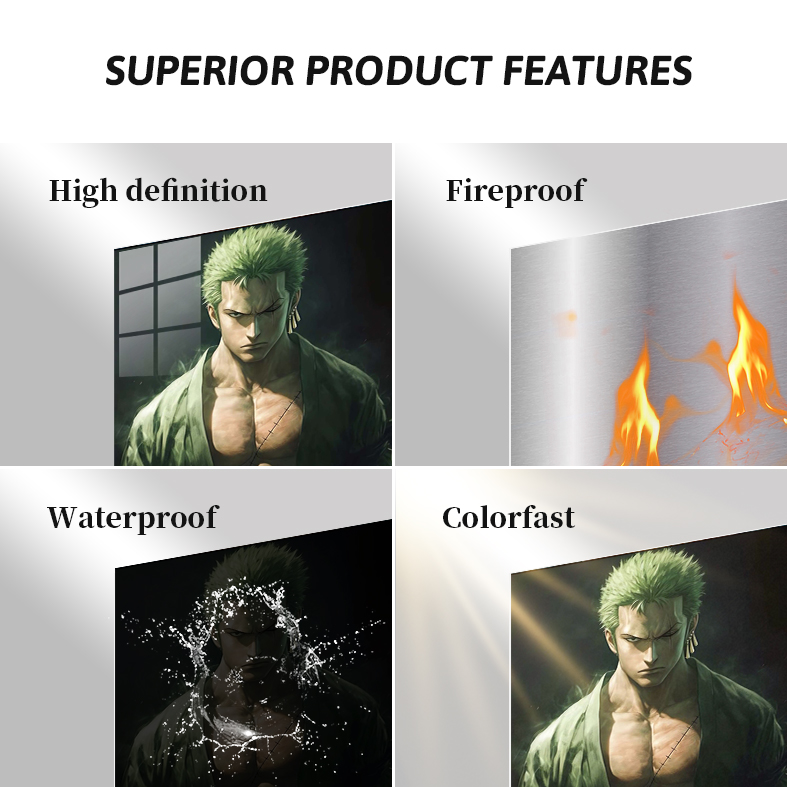 SUPERIOR PRODUCT FEATURES
High definition
Fireproof
Waterproof
Colorfast